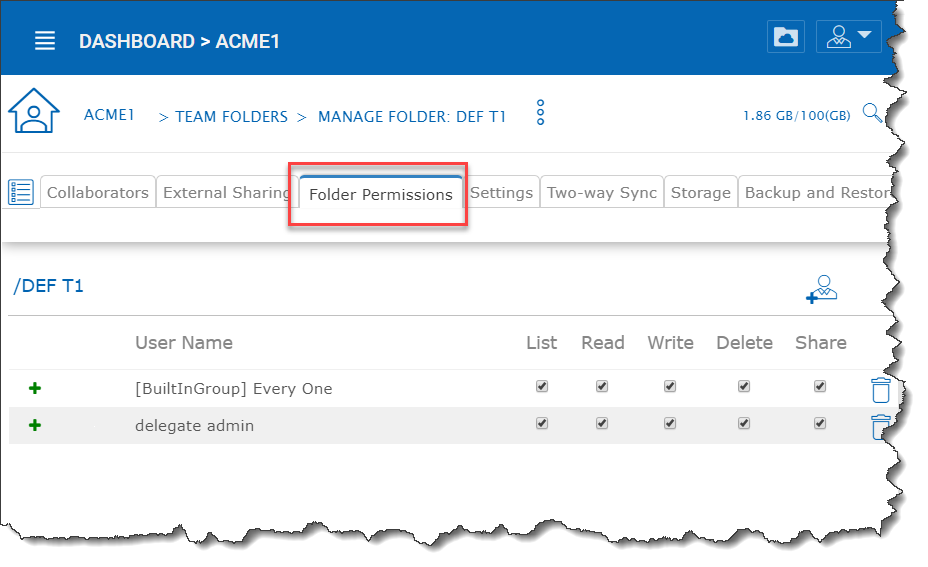 DASHBOARD > ACME1
ACME1 > TEAM FOLDERS > MANAGE FOLDER: DEF T1 1.86 GB/100(GB)
Collaborators External Sharing Folder Permissions Settings Two-way Sync Storage Backup and Restor
/DEF T1
User Name List Read Write Delete Share
[BuiltInGroup] Every One
delegate admin